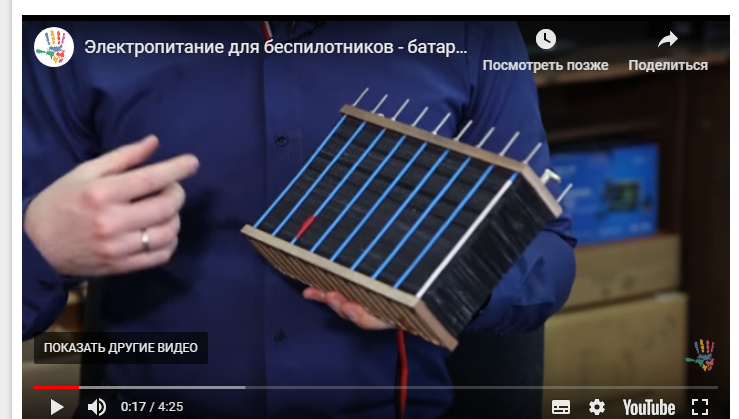 Электропитание для беспилотников - батар...
Посмотреть позже
Поделиться
ПОКАЗАТЬ ДРУГИЕ ВИДЕО
0:17 / 4:25
YouTube